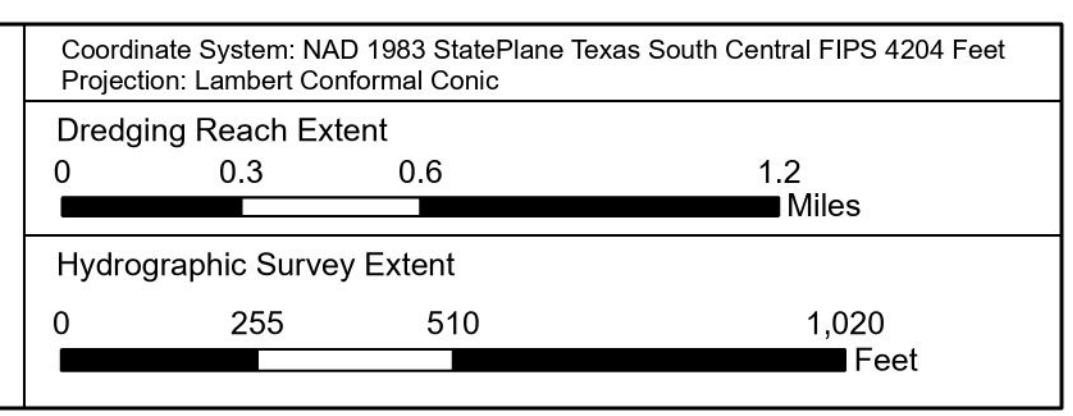 Coordinate System: NAD 1983 StatePlane Texas South Central FIPS 4204 Feet
Projection: Lambert Conformal Conic
Dredging Reach Extent
0 0.3 0.6 1.2
Miles
Hydrographic Survey Extent
0 255 510 1,020
Feet